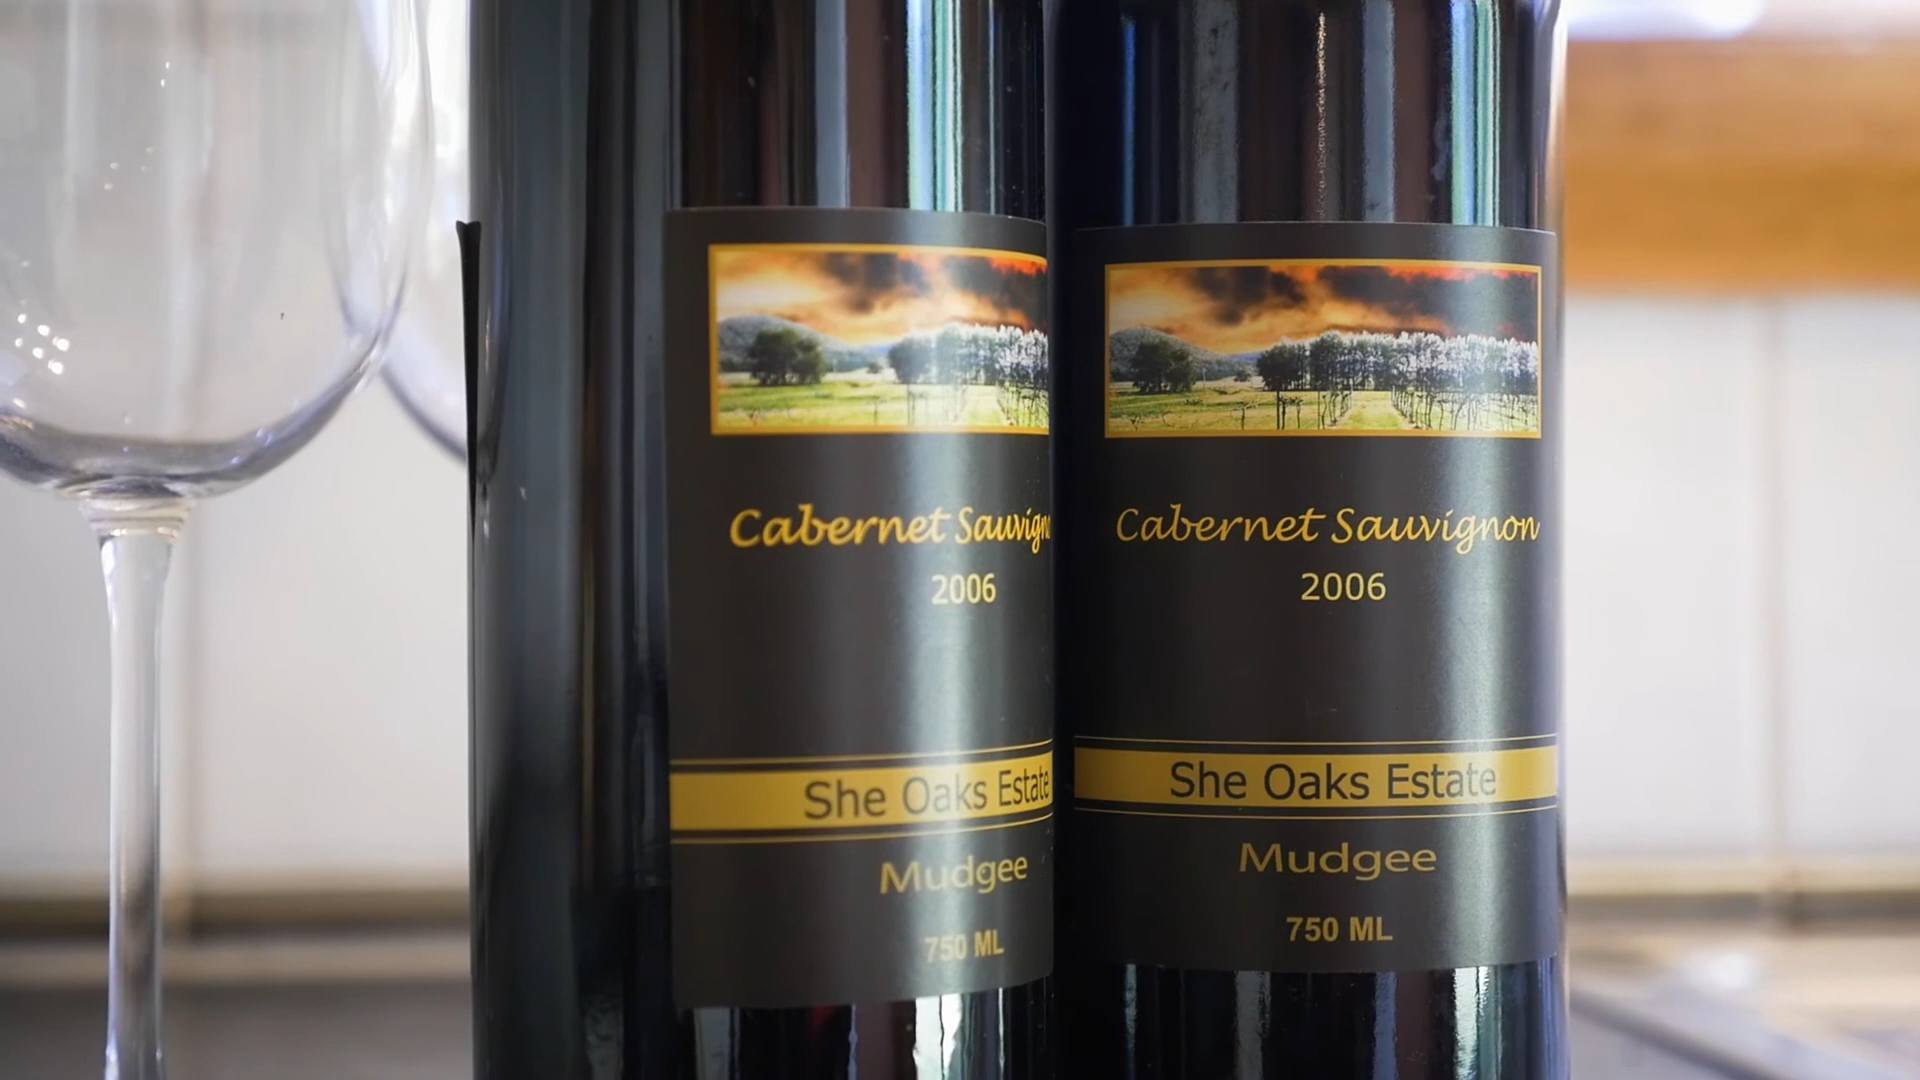 Cabernet Sauvign
2006
She Oaks Estate
Mudgee
750 ML
Cabernet Sauvignon
2006
She Oaks Estate
Mudgee
750 ML